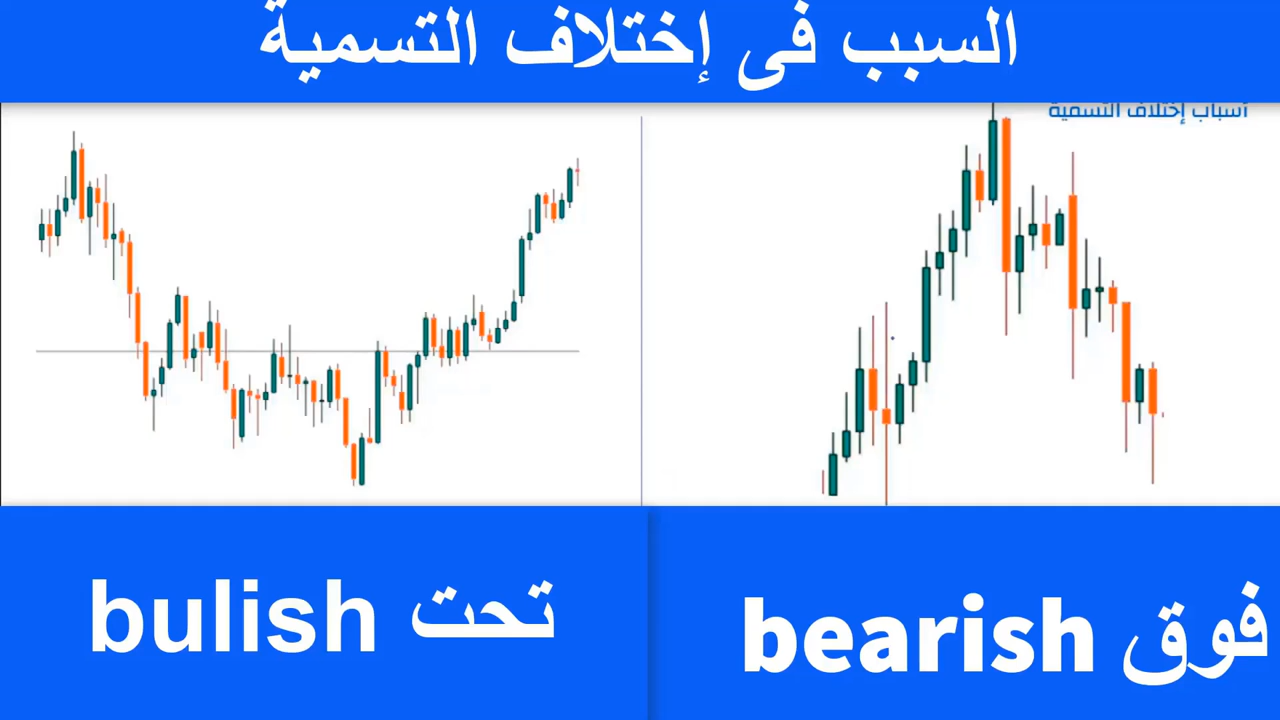 السبب فى إختلاف التسمية
أسباب إختلاف التسمية
فوق bearish
تحت bulish